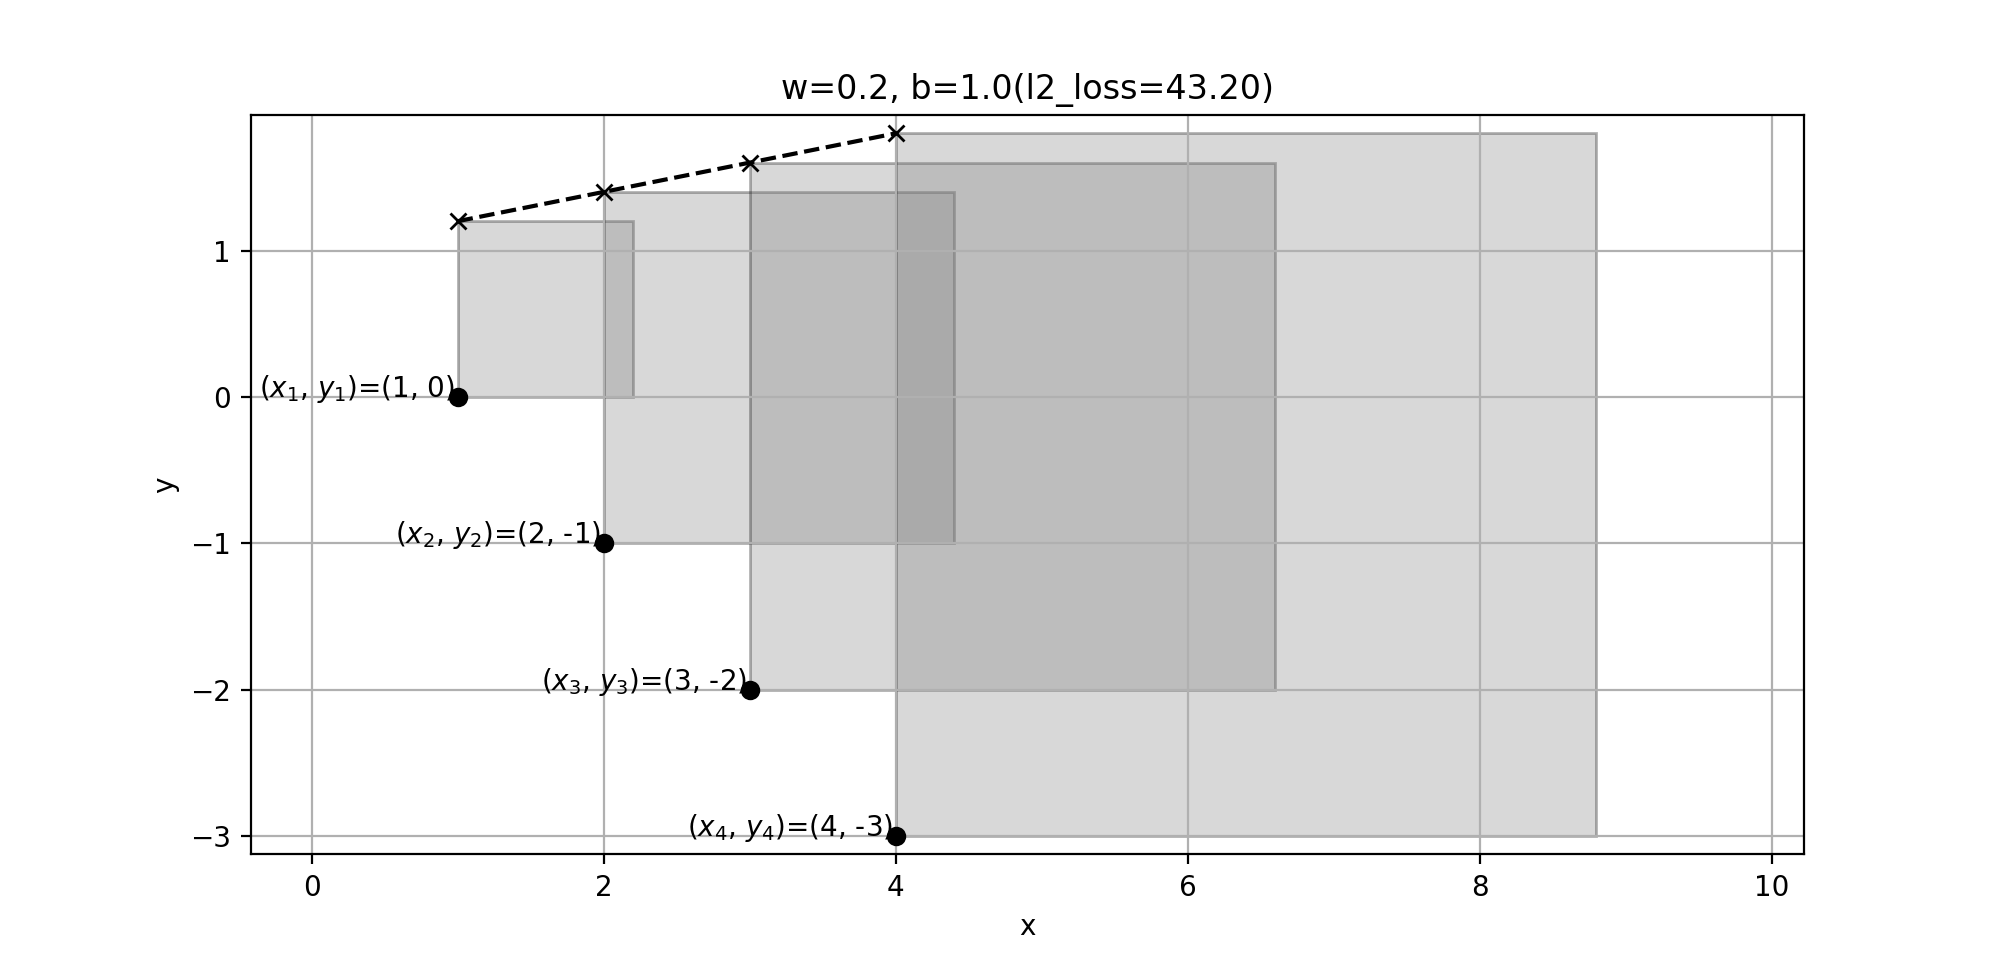 w=0.2, b=1.0(l2_loss=43.20)
1
0
−1
−2
−3
y
(x₁, y₁)=(1, 0)
(x₂, y₂)=(2, -1)
(x₃, y₃)=(3, -2)
(x₄, y₄)=(4, -3)
0 2 4 6 8 10
x